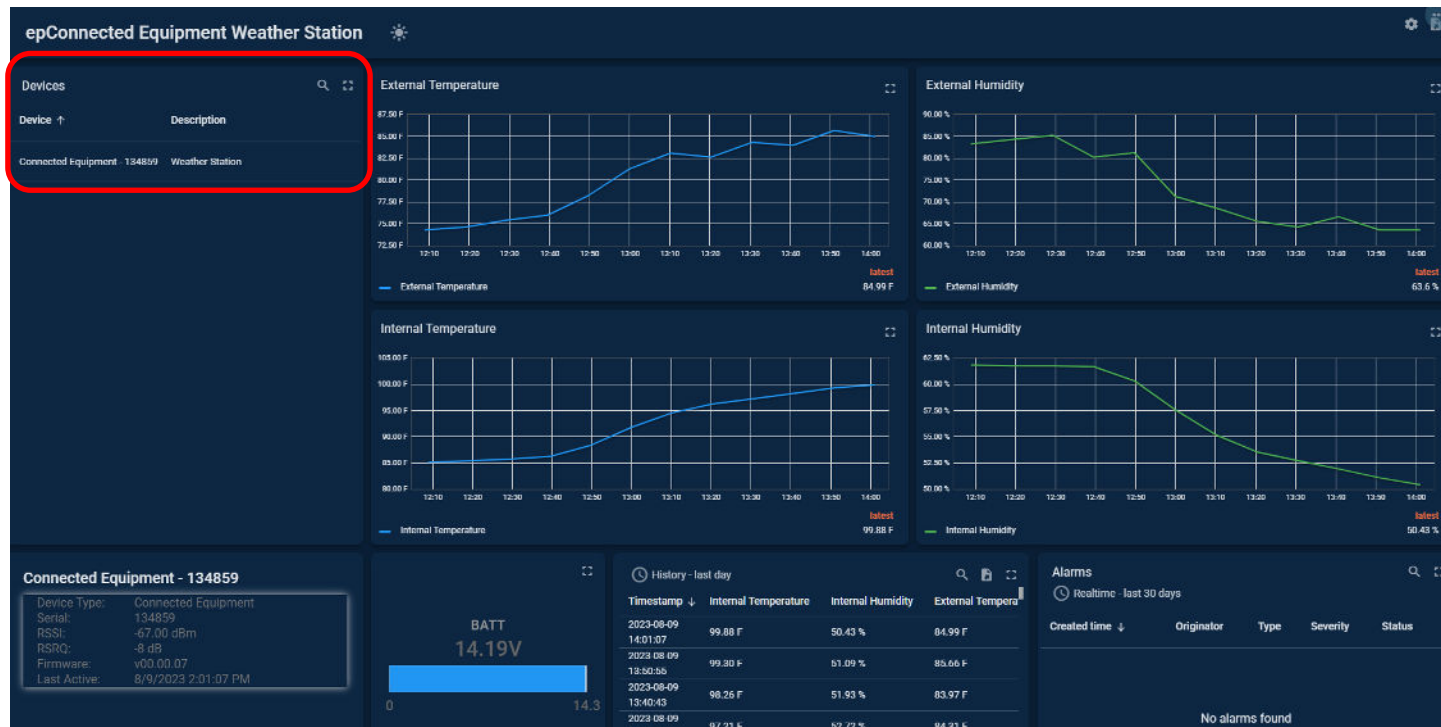 epConnected Equipment Weather Station
Devices
Device ↑ Description
Connected Equipment - 134859 Weather Station
External Temperature
87.50 F
85.00 F
82.50 F
80.00 F
77.50 F
75.00 F
72.50 F
12:10 12:20 12:30 12:40 12:50 13:00 13:10 13:20 13:30 13:40 13:50 14:00
latest
External Temperature 84.99 F
External Humidity
90.00 %
85.00 %
80.00 %
75.00 %
70.00 %
65.00 %
60.00 %
12:10 12:20 12:30 12:40 12:50 13:00 13:10 13:20 13:30 13:40 13:50 14:00
latest
External Humidity 63.6 %
Internal Temperature
105.00 F
100.00 F
95.00 F
90.00 F
85.00 F
80.00 F
12:10 12:20 12:30 12:40 12:50 13:00 13:10 13:20 13:30 13:40 13:50 14:00
latest
Internal Temperature 99.88 F
Internal Humidity
62.50 %
60.00 %
57.50 %
55.00 %
52.50 %
50.00 %
12:10 12:20 12:30 12:40 12:50 13:00 13:10 13:20 13:30 13:40 13:50 14:00
latest
Internal Humidity 50.43 %
Connected Equipment - 134859
Device Type: Connected Equipment
Serial: 134859
RSSI: -67.00 dBm
RSRQ: -8 dB
Firmware: v00.00.07
Last Active: 8/9/2023 2:01:07 PM
BATT
14.19V
0 14.3
History - last day
Timestamp ↓ Internal Temperature Internal Humidity External Tempera
2023-08-09
14:01:07 99.88 F 50.43 % 84.99 F
2023-08-09
13:50:55 99.30 F 51.09 % 85.66 F
2023-08-09
13:40:43 98.26 F 51.93 % 83.97 F
2023-08-09
97.21 F 52.72 % 84.31 F
Alarms
Realtime - last 30 days
Created time ↓ Originator Type Severity Status
No alarms found